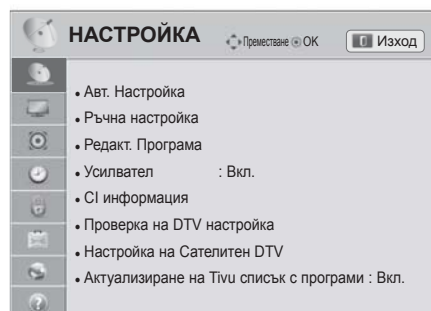 НАСТРОЙКА Преместване OK Изход
• Авт. Настройка
• Ръчна настройка
• Редакт. Програма
• Усилвател : Вкл.
• CI информация
• Проверка на DTV настройка
• Настройка на Сателитен DTV
• Актуализиране на Tivu списък с програми : Вкл.